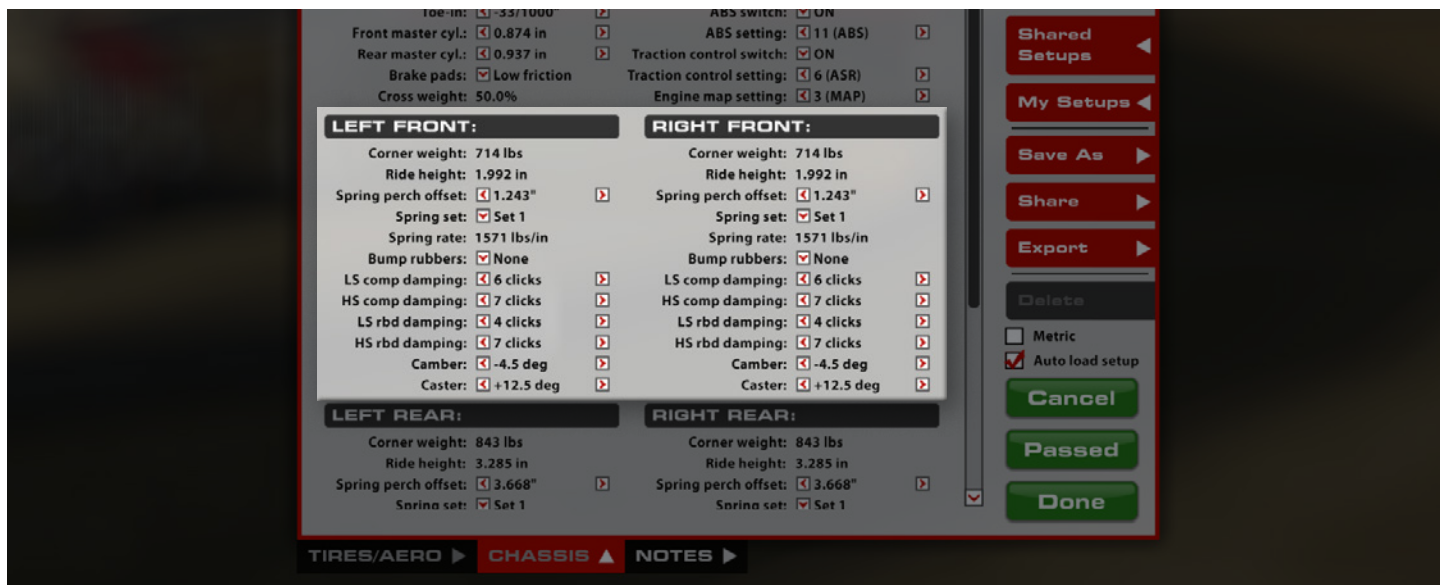 Toe-in: -33/1000"
Front master cyl.: 0.874 in
Rear master cyl.: 0.937 in
Brake pads: Low friction
Cross weight: 50.0%
ABS switch: ON
ABS setting: 11 (ABS)
Traction control switch: ON
Traction control setting: 6 (ASR)
Engine map setting: 3 (MAP)
LEFT FRONT:
Corner weight: 714 lbs
Ride height: 1.992 in
Spring perch offset: 1.243"
Spring set: Set 1
Spring rate: 1571 lbs/in
Bump rubbers: None
LS comp damping: 6 clicks
HS comp damping: 7 clicks
LS rbd damping: 4 clicks
HS rbd damping: 7 clicks
Camber: -4.5 deg
Caster: +12.5 deg
RIGHT FRONT:
Corner weight: 714 lbs
Ride height: 1.992 in
Spring perch offset: 1.243"
Spring set: Set 1
Spring rate: 1571 lbs/in
Bump rubbers: None
LS comp damping: 6 clicks
HS comp damping: 7 clicks
LS rbd damping: 4 clicks
HS rbd damping: 7 clicks
Camber: -4.5 deg
Caster: +12.5 deg
LEFT REAR:
Corner weight: 843 lbs
Ride height: 3.285 in
Spring perch offset: 3.668"
Spring set: Set 1
RIGHT REAR:
Corner weight: 843 lbs
Ride height: 3.285 in
Spring perch offset: 3.668"
Spring set: Set 1
Shared
Setups
My Setups
Save As
Share
Export
Delete
Metric
Auto load setup
Cancel
Passed
Done
TIRES/AERO
CHASSIS
NOTES